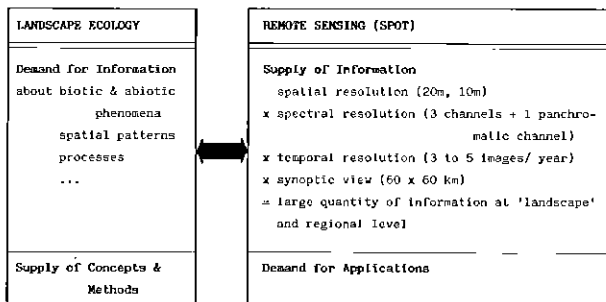 LANDSCAPE ECOLOGY
Demand for Information
about biotic & abiotic
phenomena
spatial patterns
processes
...
Supply of Concepts &
Methods
REMOTE SENSING (SPOT)
Supply of Information
spatial resolution (20m, 10m)
x spectral resolution (3 channels + 1 panchro-
matic channel)
x temporal resolution (3 to 5 images/ year)
x synoptic view (60 x 60 km)
= large quantity of information at 'landscape'
and regional level
Demand for Applications